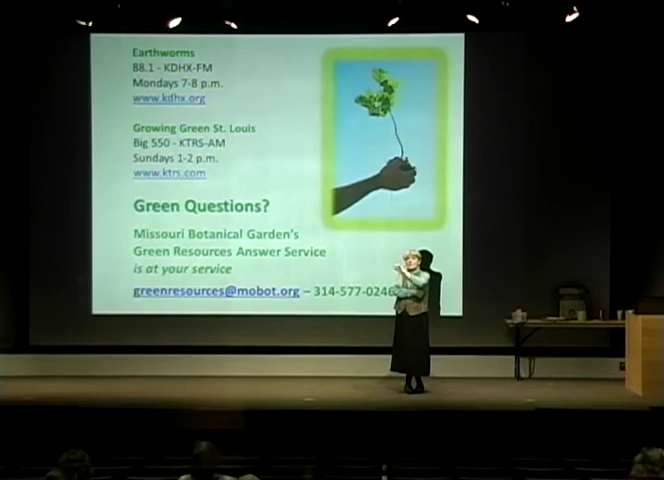 Earthworms
88.1 - KDHX-FM
Mondays 7-8 p.m.
www.kdhx.org
Growing Green St. Louis
Big 550 - KTRS-AM
Sundays 1-2 p.m.
www.ktrs.com
Green Questions?
Missouri Botanical Garden's
Green Resources Answer Service
is at your service
greenresources@mobot.org – 314-577-0246